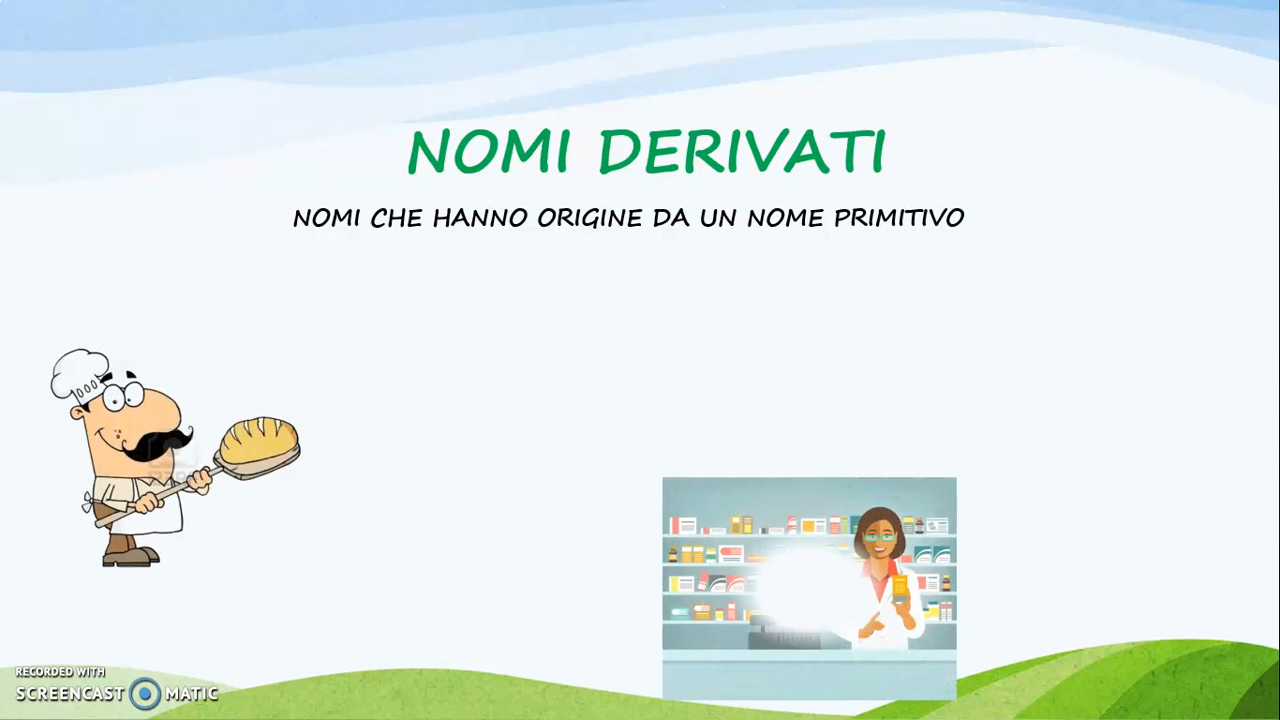 NOMI DERIVATI
NOMI CHE HANNO ORIGINE DA UN NOME PRIMITIVO
RECORDED WITH
SCREENCAST MATIC